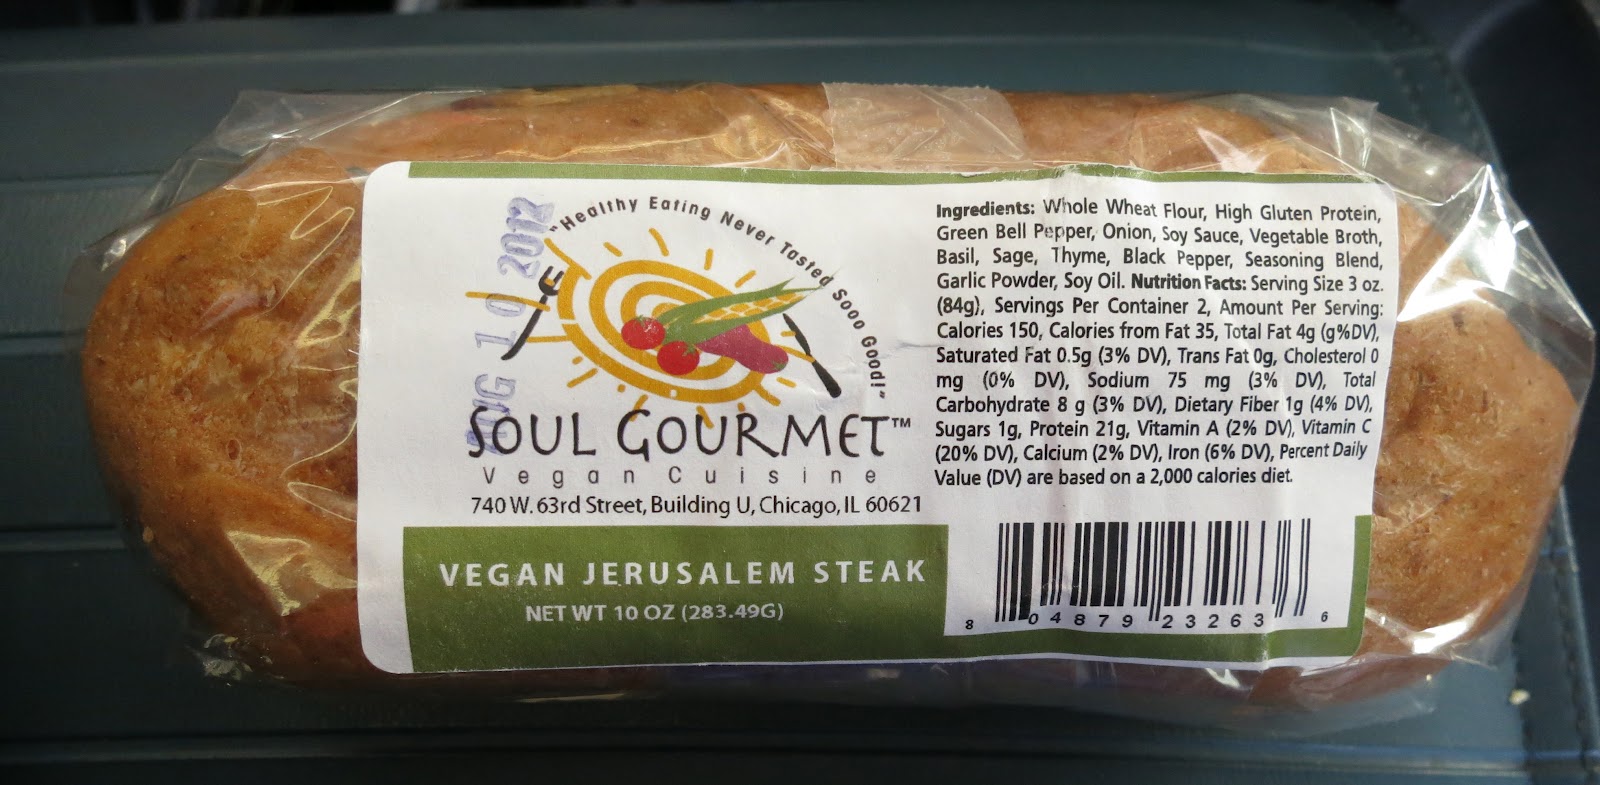 AUG 10 2012
"Healthy Eating Never Tasted Sooo Good!"
SOUL GOURMET™
Vegan Cuisine
740 W. 63rd Street, Building U, Chicago, IL 60621
VEGAN JERUSALEM STEAK
NET WT 10 OZ (283.49G)
Ingredients: Whole Wheat Flour, High Gluten Protein,
Green Bell Pepper, Onion, Soy Sauce, Vegetable Broth,
Basil, Sage, Thyme, Black Pepper, Seasoning Blend,
Garlic Powder, Soy Oil. Nutrition Facts: Serving Size 3 oz.
(84g), Servings Per Container 2, Amount Per Serving:
Calories 150, Calories from Fat 35, Total Fat 4g (g%DV),
Saturated Fat 0.5g (3% DV), Trans Fat 0g, Cholesterol 0
mg (0% DV), Sodium 75 mg (3% DV), Total
Carbohydrate 8 g (3% DV), Dietary Fiber 1g (4% DV),
Sugars 1g, Protein 21g, Vitamin A (2% DV), Vitamin C
(20% DV), Calcium (2% DV), Iron (6% DV), Percent Daily
Value (DV) are based on a 2,000 calories diet.
8 04879 23263 6